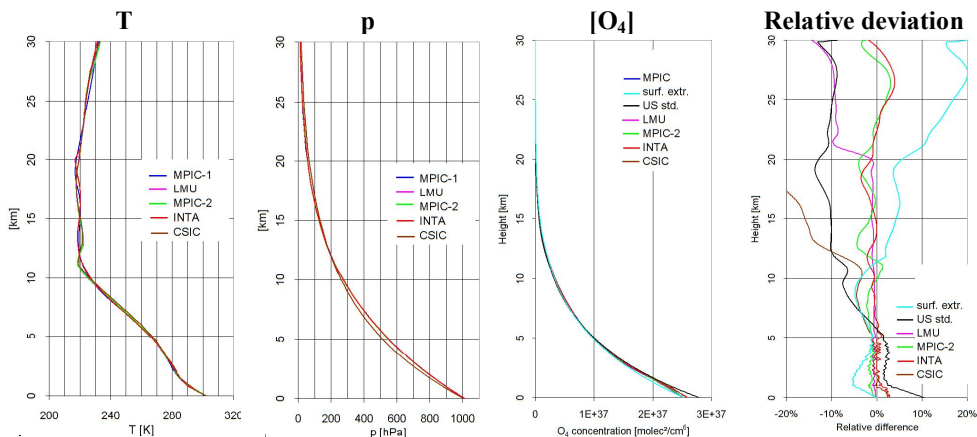 T
p
[O4]
Relative deviation
30
25
20
15
10
5
0
[km]
MPIC-1
LMU
MPIC-2
INTA
CSIC
200
240
280
320
T [K]
30
25
20
15
10
5
0
[km]
MPIC-1
LMU
MPIC-2
INTA
CSIC
0
200
400
600
800
1000
p [hPa]
30
25
20
15
10
5
0
Height [km]
MPIC
surf. extr.
US std.
LMU
MPIC-2
INTA
CSIC
0
1E+37
2E+37
3E+37
O4 concentration [molec²/cm⁶]
30
25
20
15
10
5
0
Height [km]
surf. extr.
US std.
LMU
MPIC-2
INTA
CSIC
-20%
-10%
0%
10%
20%
Relative difference